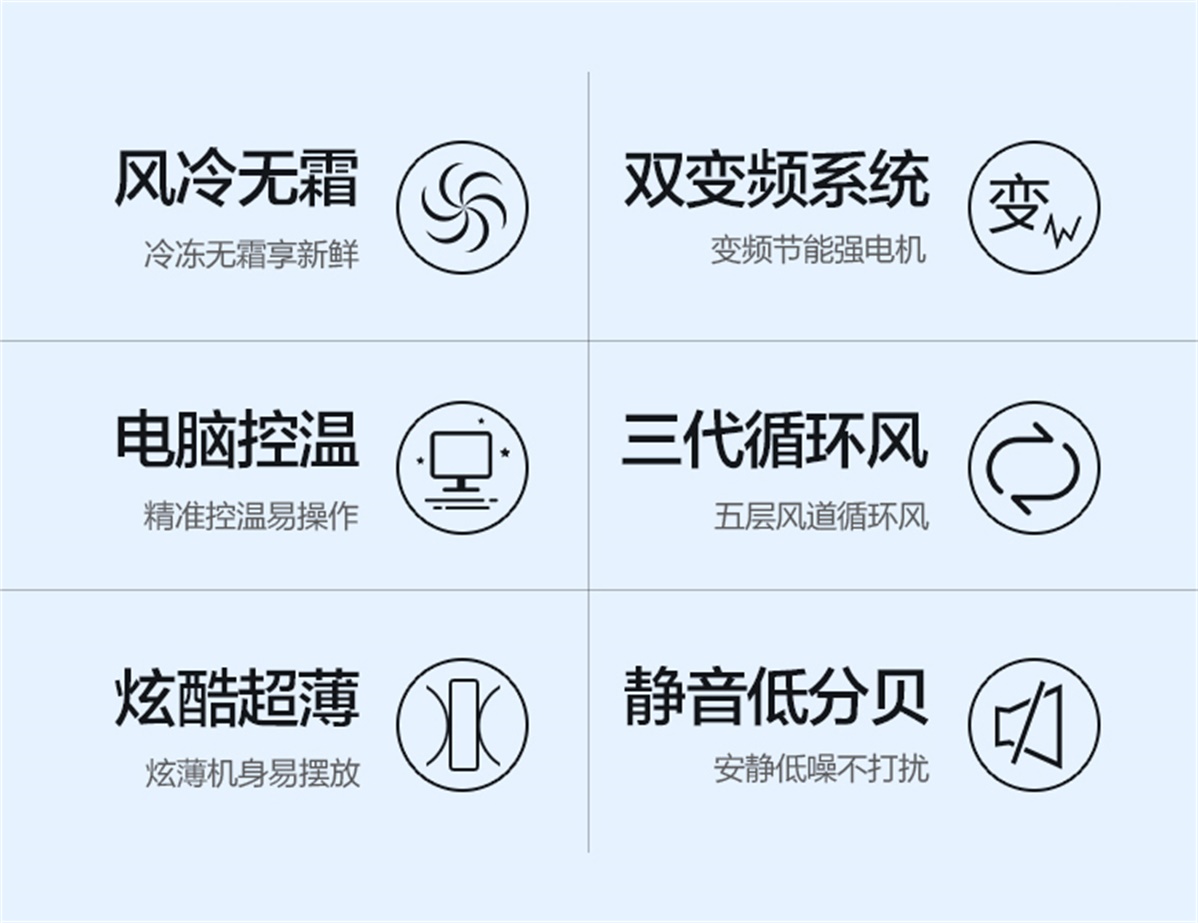 风冷无霜
冷冻无霜享新鲜
双变频系统
变频节能强电机
变
电脑控温
精准控温易操作
三代循环风
五层风道循环风
炫酷超薄
炫薄机身易摆放
静音低分贝
安静低噪不打扰